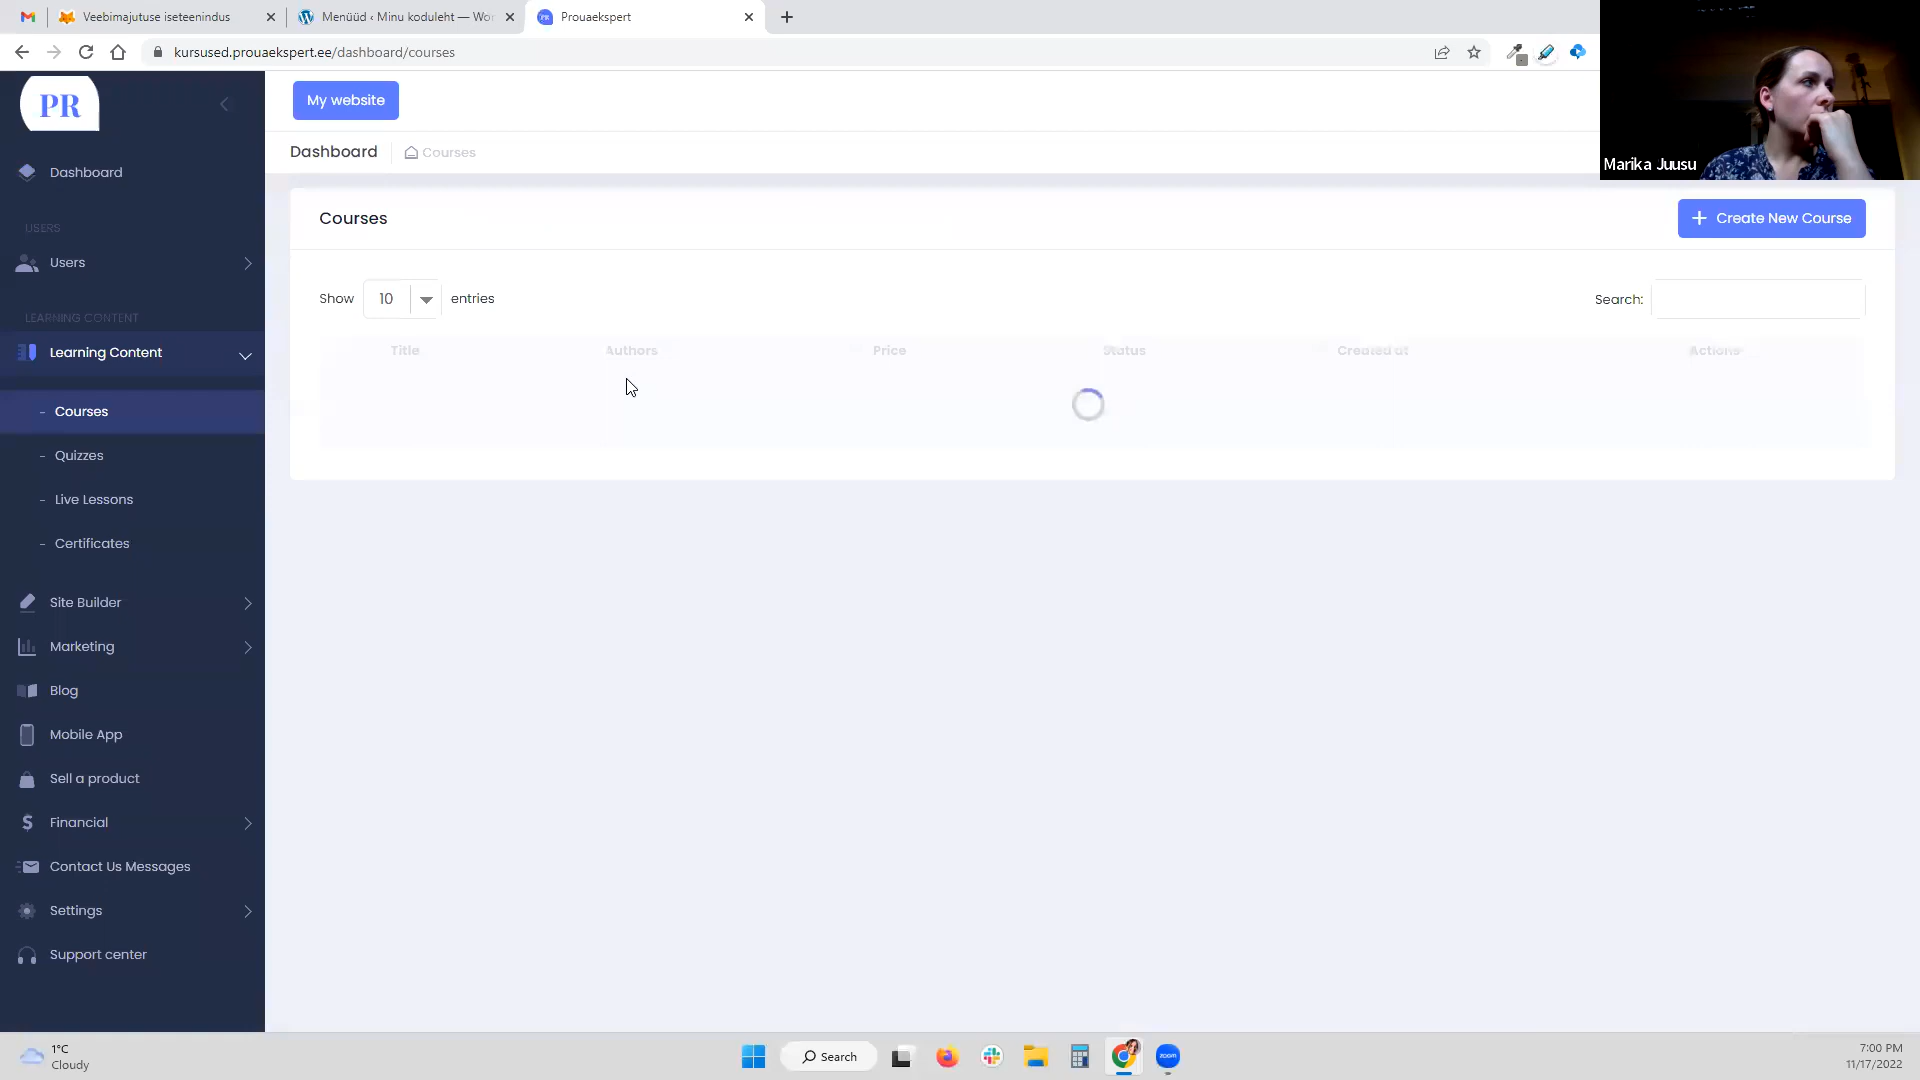 Veebimajutuse iseteenindus
Menüüd ‹ Minu koduleht — Wor
Prouaekspert
kursused.prouaekspert.ee/dashboard/courses
PR
My website
Dashboard
Courses
Marika Juusu
Dashboard
USERS
Users
LEARNING CONTENT
Learning Content
- Courses
- Quizzes
- Live Lessons
- Certificates
Site Builder
Marketing
Blog
Mobile App
Sell a product
Financial
Contact Us Messages
Settings
Support center
Courses
+ Create New Course
Show 10 entries
Search:
Title Authors Price Status Created at Actions
1°C
Cloudy
Search
zoom
7:00 PM
11/17/2022